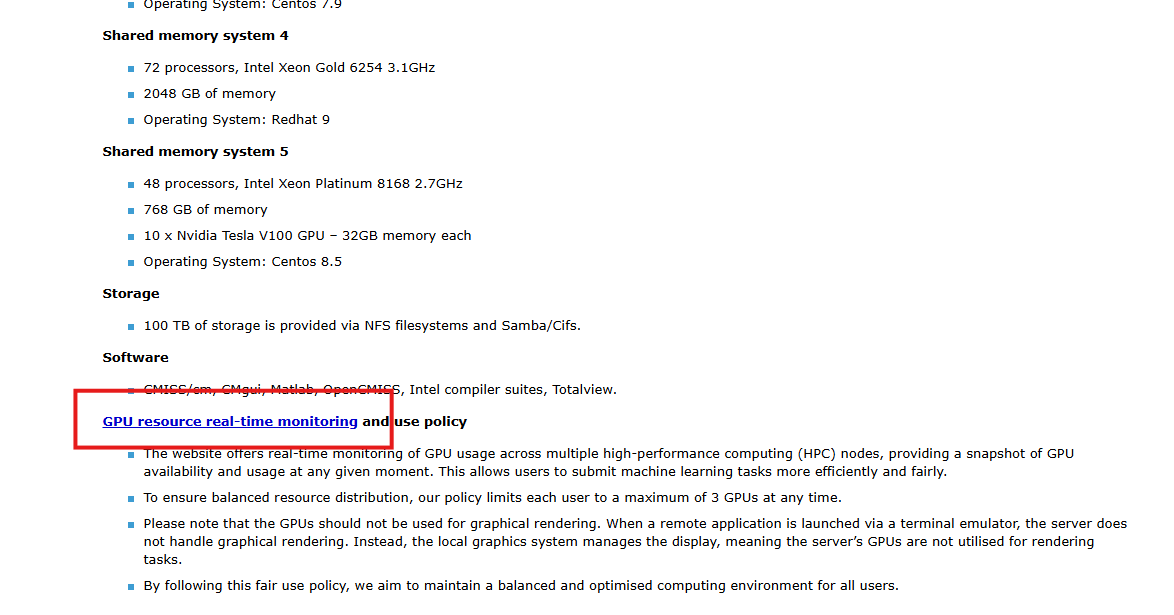 Operating System: Centos 7.9
Shared memory system 4
72 processors, Intel Xeon Gold 6254 3.1GHz
2048 GB of memory
Operating System: Redhat 9
Shared memory system 5
48 processors, Intel Xeon Platinum 8168 2.7GHz
768 GB of memory
10 x Nvidia Tesla V100 GPU – 32GB memory each
Operating System: Centos 8.5
Storage
100 TB of storage is provided via NFS filesystems and Samba/Cifs.
Software
CMISS/cm, CMgui, Matlab, OpenCMISS, Intel compiler suites, Totalview.
GPU resource real-time monitoring and use policy
The website offers real-time monitoring of GPU usage across multiple high-performance computing (HPC) nodes, providing a snapshot of GPU
availability and usage at any given moment. This allows users to submit machine learning tasks more efficiently and fairly.
To ensure balanced resource distribution, our policy limits each user to a maximum of 3 GPUs at any time.
Please note that the GPUs should not be used for graphical rendering. When a remote application is launched via a terminal emulator, the server does
not handle graphical rendering. Instead, the local graphics system manages the display, meaning the server’s GPUs are not utilised for rendering
tasks.
By following this fair use policy, we aim to maintain a balanced and optimised computing environment for all users.